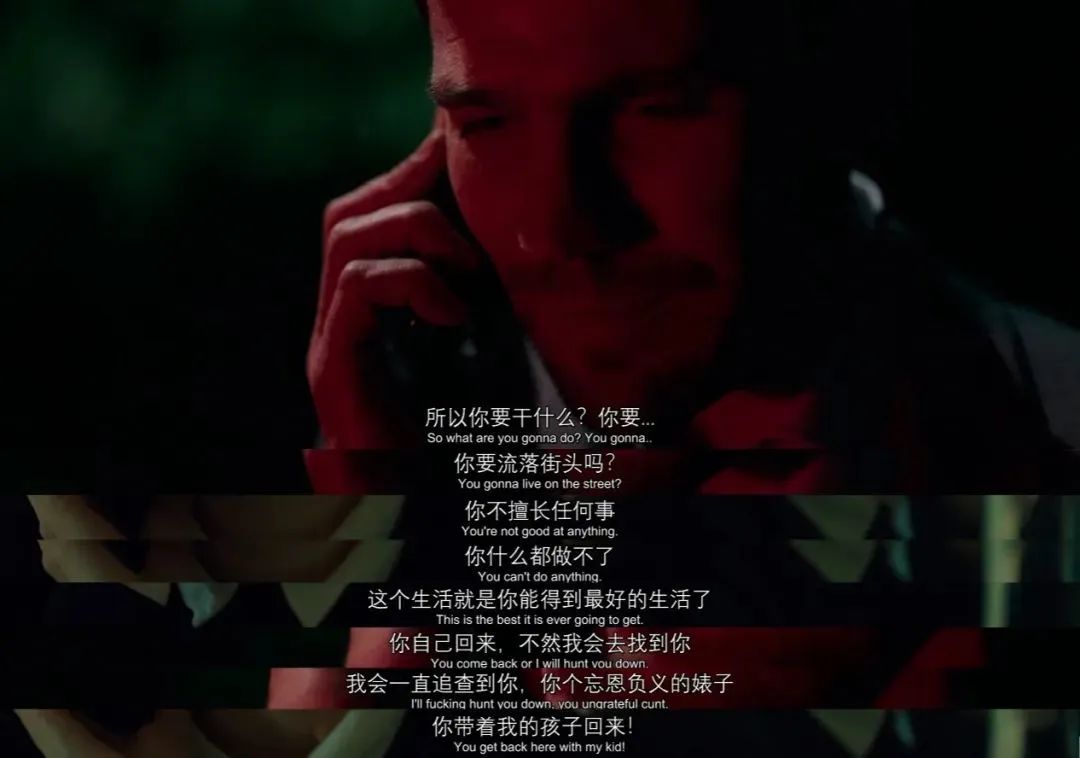 所以你要干什么？你要...
So what are you gonna do? You gonna..
你要流落街头吗？
You gonna live on the street?
你不擅长任何事
You're not good at anything.
你什么都做不了
You can't do anything.
这个生活就是你能得到最好的生活了
This is the best it is ever going to get.
你自己回来，不然我会去找到你
You come back or I will hunt you down.
我会一直追查到你，你个忘恩负义的婊子
I'll fucking hunt you down, you ungrateful cunt.
你带着我的孩子回来！
You get back here with my kid!